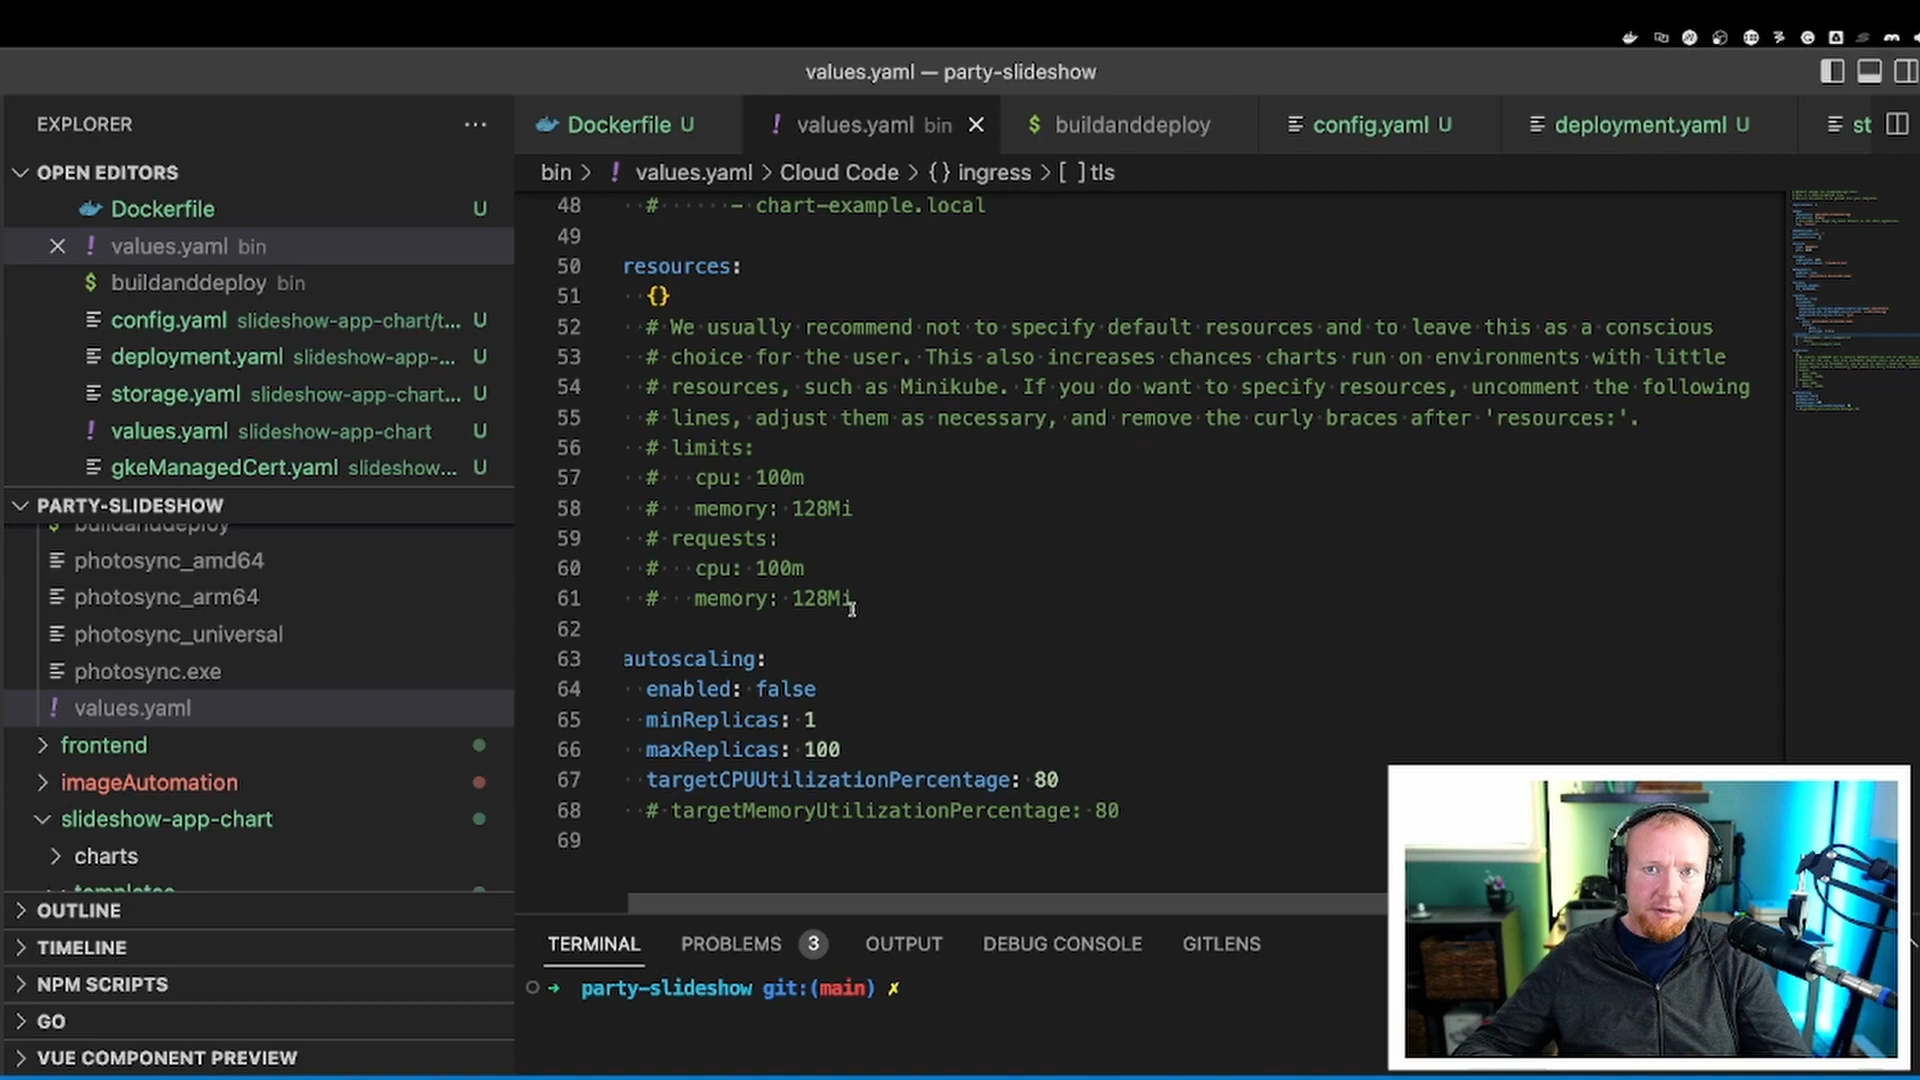 values.yaml — party-slideshow
EXPLORER
OPEN EDITORS
Dockerfile U
values.yaml bin
buildanddeploy bin
config.yaml slideshow-app-chart/t... U
deployment.yaml slideshow-app-... U
storage.yaml slideshow-app-chart... U
values.yaml slideshow-app-chart U
gkeManagedCert.yaml slideshow... U
PARTY-SLIDESHOW
buildanddeploy
photosync_amd64
photosync_arm64
photosync_universal
photosync.exe
values.yaml
frontend
imageAutomation
slideshow-app-chart
charts
templates
OUTLINE
TIMELINE
NPM SCRIPTS
GO
VUE COMPONENT PREVIEW
Dockerfile U values.yaml bin buildanddeploy config.yaml U deployment.yaml U st
bin > values.yaml > Cloud Code > {} ingress > [ ] tls
48 # - chart-example.local
49
50 resources:
51 {}
52 # We usually recommend not to specify default resources and to leave this as a conscious
53 # choice for the user. This also increases chances charts run on environments with little
54 # resources, such as Minikube. If you do want to specify resources, uncomment the following
55 # lines, adjust them as necessary, and remove the curly braces after 'resources:'.
56 # limits:
57 # cpu: 100m
58 # memory: 128Mi
59 # requests:
60 # cpu: 100m
61 # memory: 128Mi
62
63 autoscaling:
64 enabled: false
65 minReplicas: 1
66 maxReplicas: 100
67 targetCPUUtilizationPercentage: 80
68 # targetMemoryUtilizationPercentage: 80
69
TERMINAL PROBLEMS 3 OUTPUT DEBUG CONSOLE GITLENS
party-slideshow git:(main) ✗